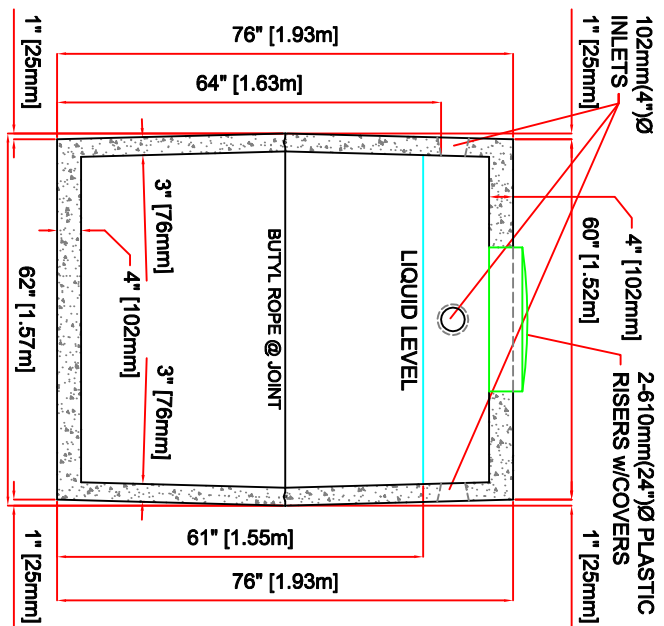 102mm(4")Ø
INLETS
2-610mm(24")Ø PLASTIC
RISERS w/COVERS
1" [25mm]
60" [1.52m]
4" [102mm]
1" [25mm]
76" [1.93m]
64" [1.63m]
LIQUID LEVEL
BUTYL ROPE @ JOINT
3" [76mm]
3" [76mm]
4" [102mm]
61" [1.55m]
76" [1.93m]
1" [25mm]
62" [1.57m]
1" [25mm]